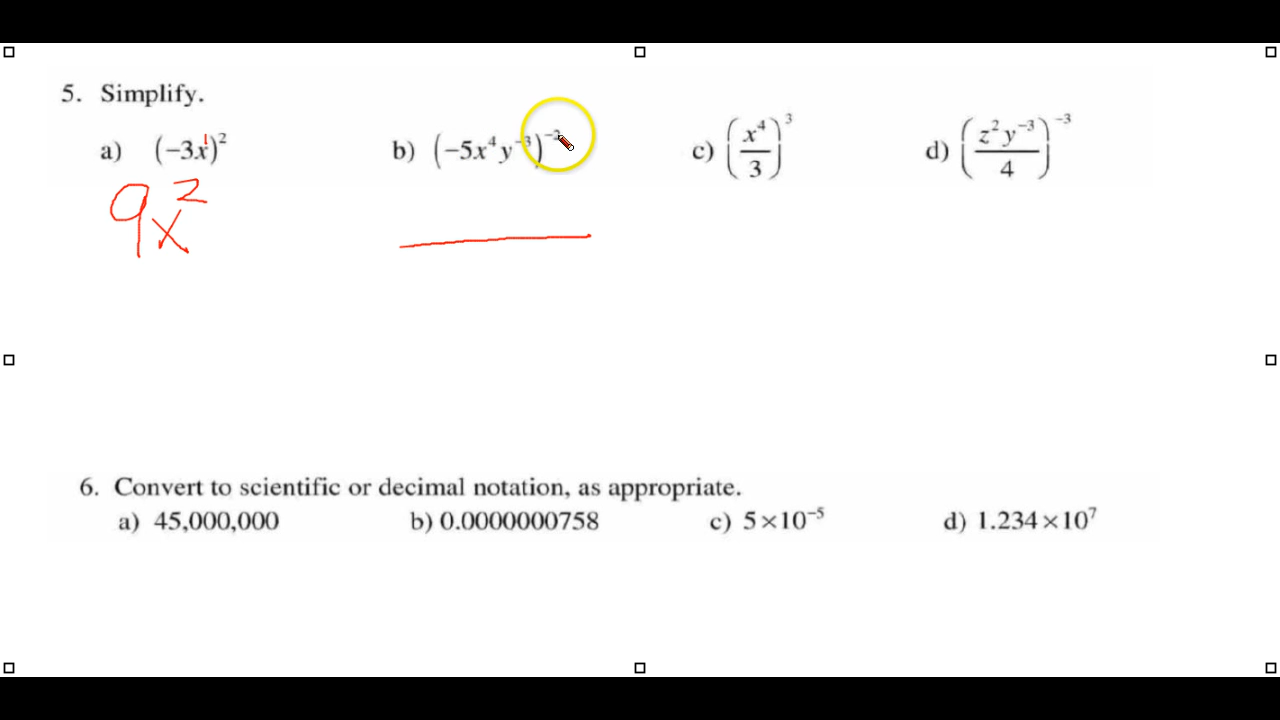 5. Simplify.
a) (−3x¹)² b) (−5x⁴y⁻³)⁻² c) (x⁴/3)³ d) (z²y⁻³/4)⁻³
9x²
6. Convert to scientific or decimal notation, as appropriate.
a) 45,000,000 b) 0.0000000758 c) 5×10⁻⁵ d) 1.234×10⁷